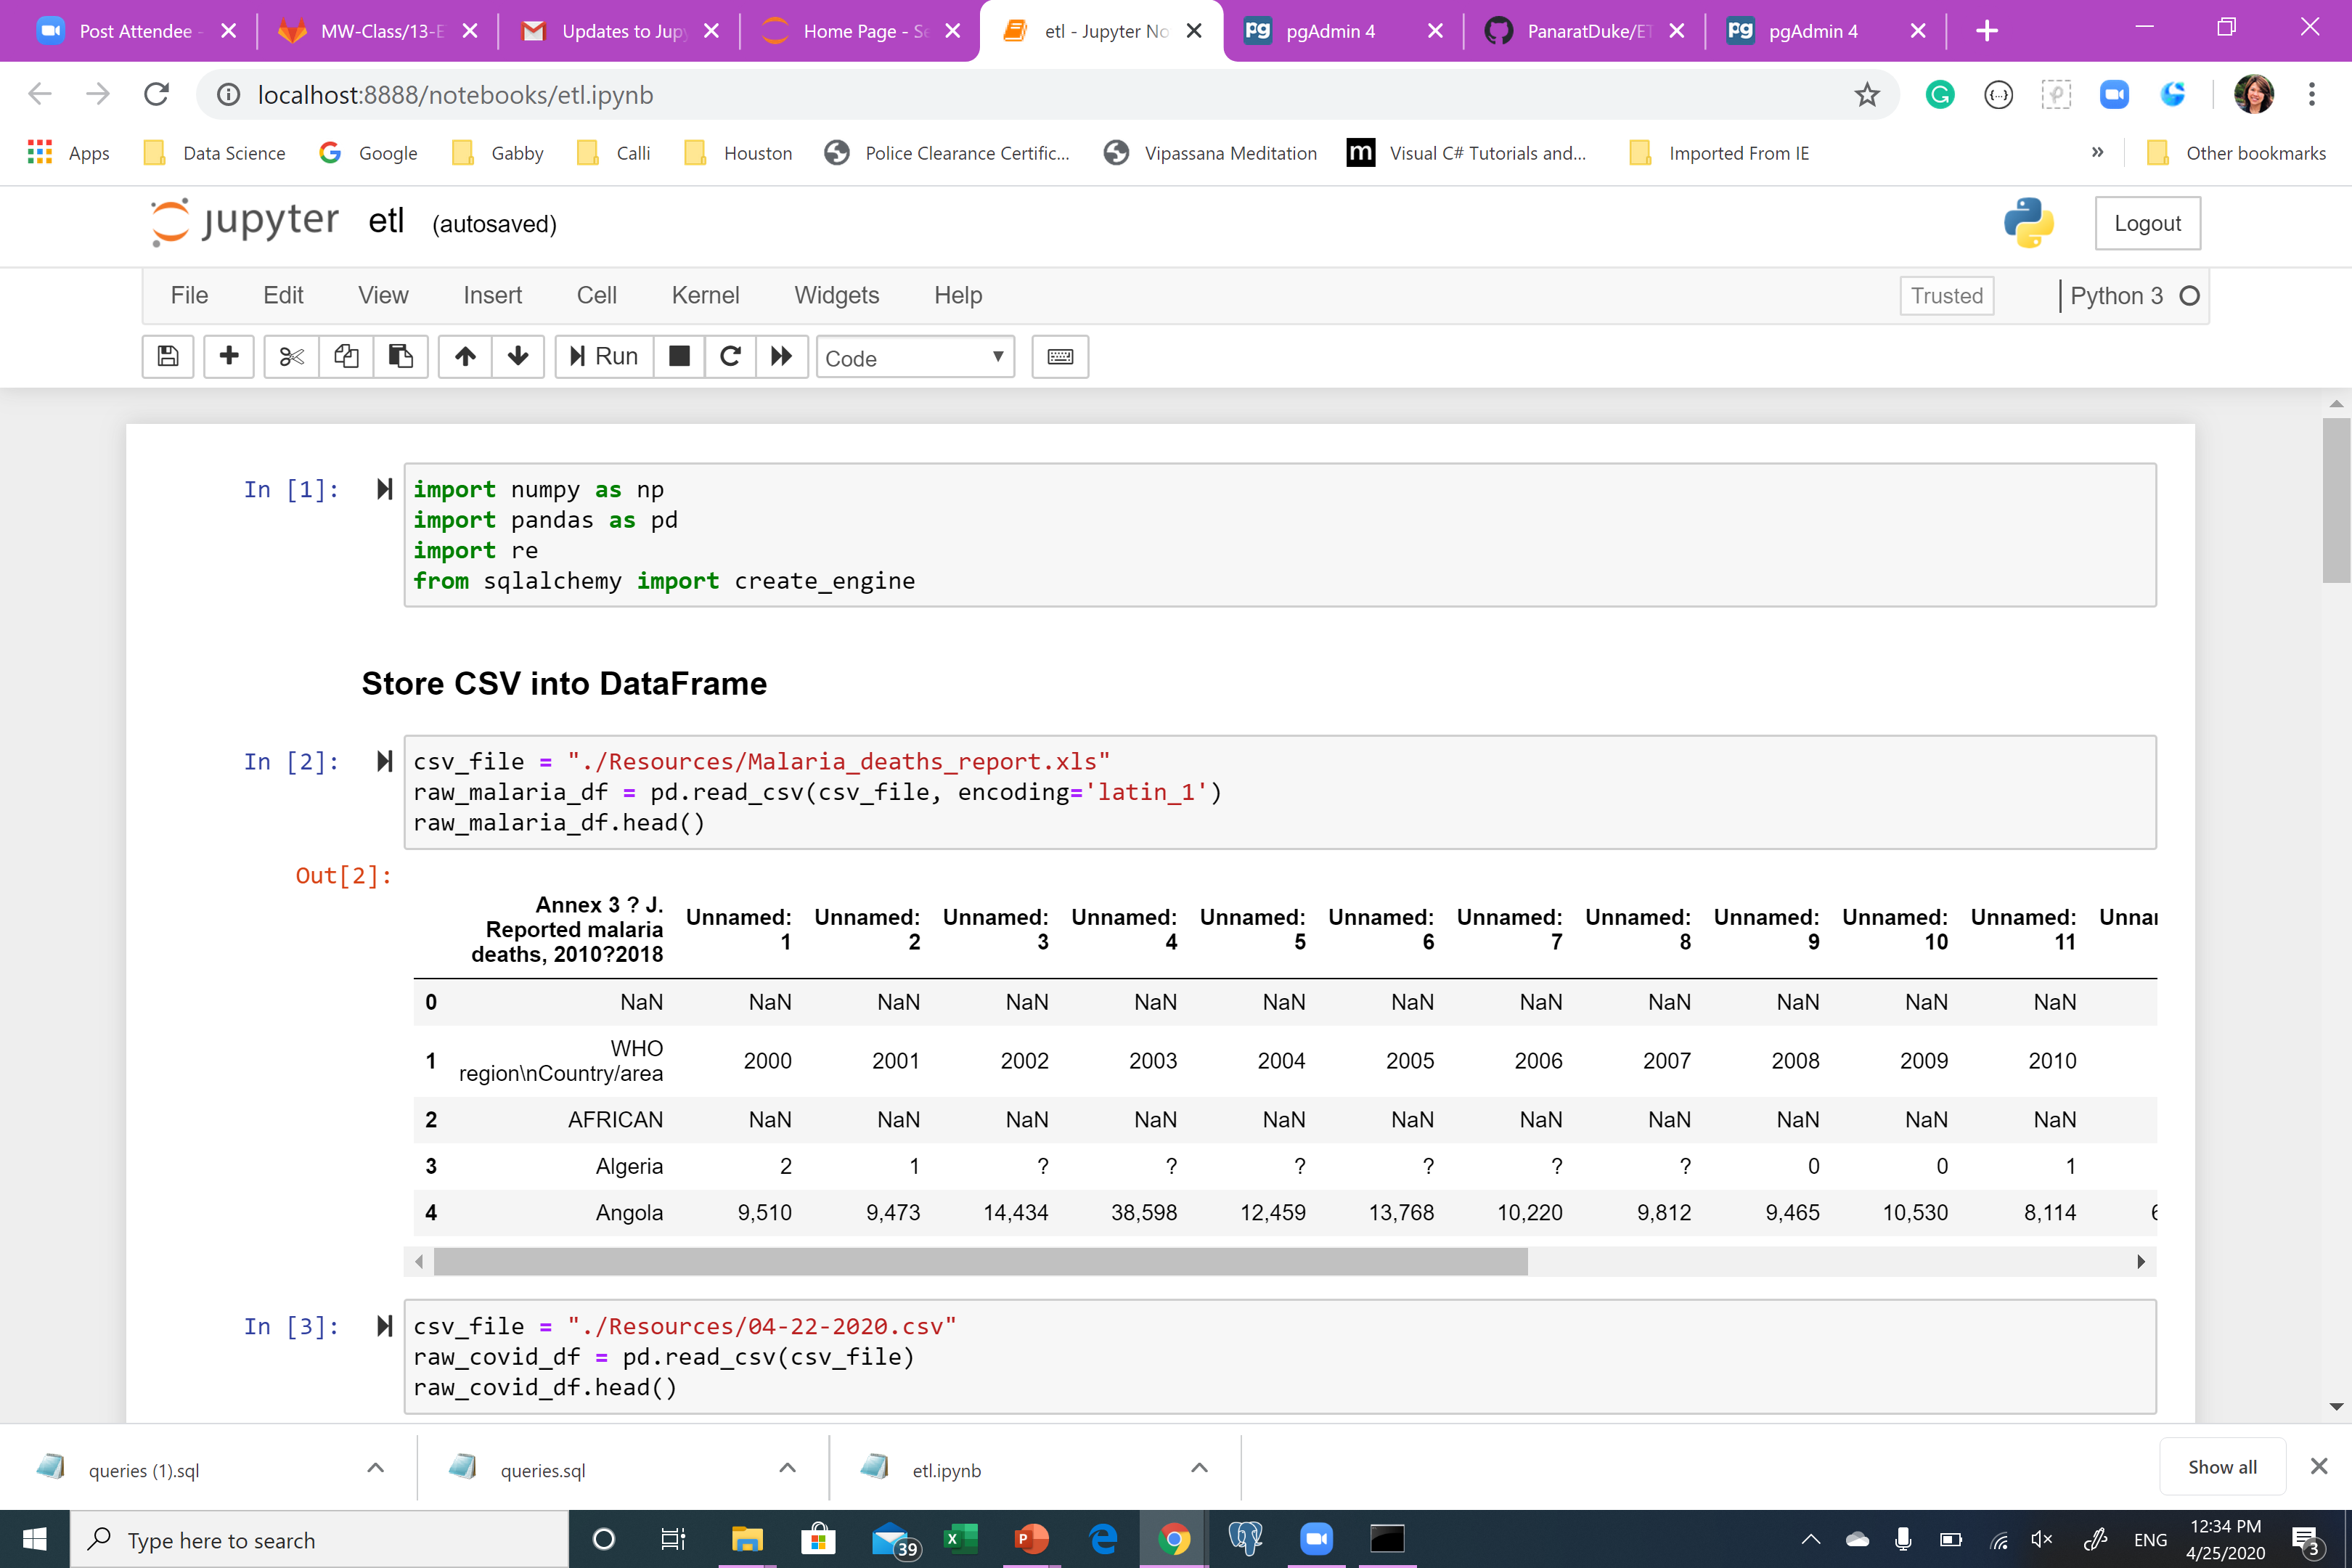 Post Attendee -
MW-Class/13-E
Updates to Jupy
Home Page - Se
etl - Jupyter No
pgAdmin 4
PanaratDuke/ET
pgAdmin 4
localhost:8888/notebooks/etl.ipynb
Apps
Data Science
Google
Gabby
Calli
Houston
Police Clearance Certific...
Vipassana Meditation
Visual C# Tutorials and...
Imported From IE
»
Other bookmarks
jupyter etl (autosaved)
Logout
File Edit View Insert Cell Kernel Widgets Help
Trusted
Python 3
Run
Code
In [1]:
import numpy as np
import pandas as pd
import re
from sqlalchemy import create_engine
Store CSV into DataFrame
In [2]:
csv_file = "./Resources/Malaria_deaths_report.xls"
raw_malaria_df = pd.read_csv(csv_file, encoding='latin_1')
raw_malaria_df.head()
Out[2]:
Annex 3 ? J. Reported malaria deaths, 2010?2018 Unnamed: 1 Unnamed: 2 Unnamed: 3 Unnamed: 4 Unnamed: 5 Unnamed: 6 Unnamed: 7 Unnamed: 8 Unnamed: 9 Unnamed: 10 Unnamed: 11 Unnar
0 NaN NaN NaN NaN NaN NaN NaN NaN NaN NaN NaN NaN
1 WHO region\nCountry/area 2000 2001 2002 2003 2004 2005 2006 2007 2008 2009 2010
2 AFRICAN NaN NaN NaN NaN NaN NaN NaN NaN NaN NaN NaN
3 Algeria 2 1 ? ? ? ? ? ? 0 0 1
4 Angola 9,510 9,473 14,434 38,598 12,459 13,768 10,220 9,812 9,465 10,530 8,114
In [3]:
csv_file = "./Resources/04-22-2020.csv"
raw_covid_df = pd.read_csv(csv_file)
raw_covid_df.head()
queries (1).sql
queries.sql
etl.ipynb
Show all
Type here to search
39
ENG
12:34 PM
4/25/2020
3